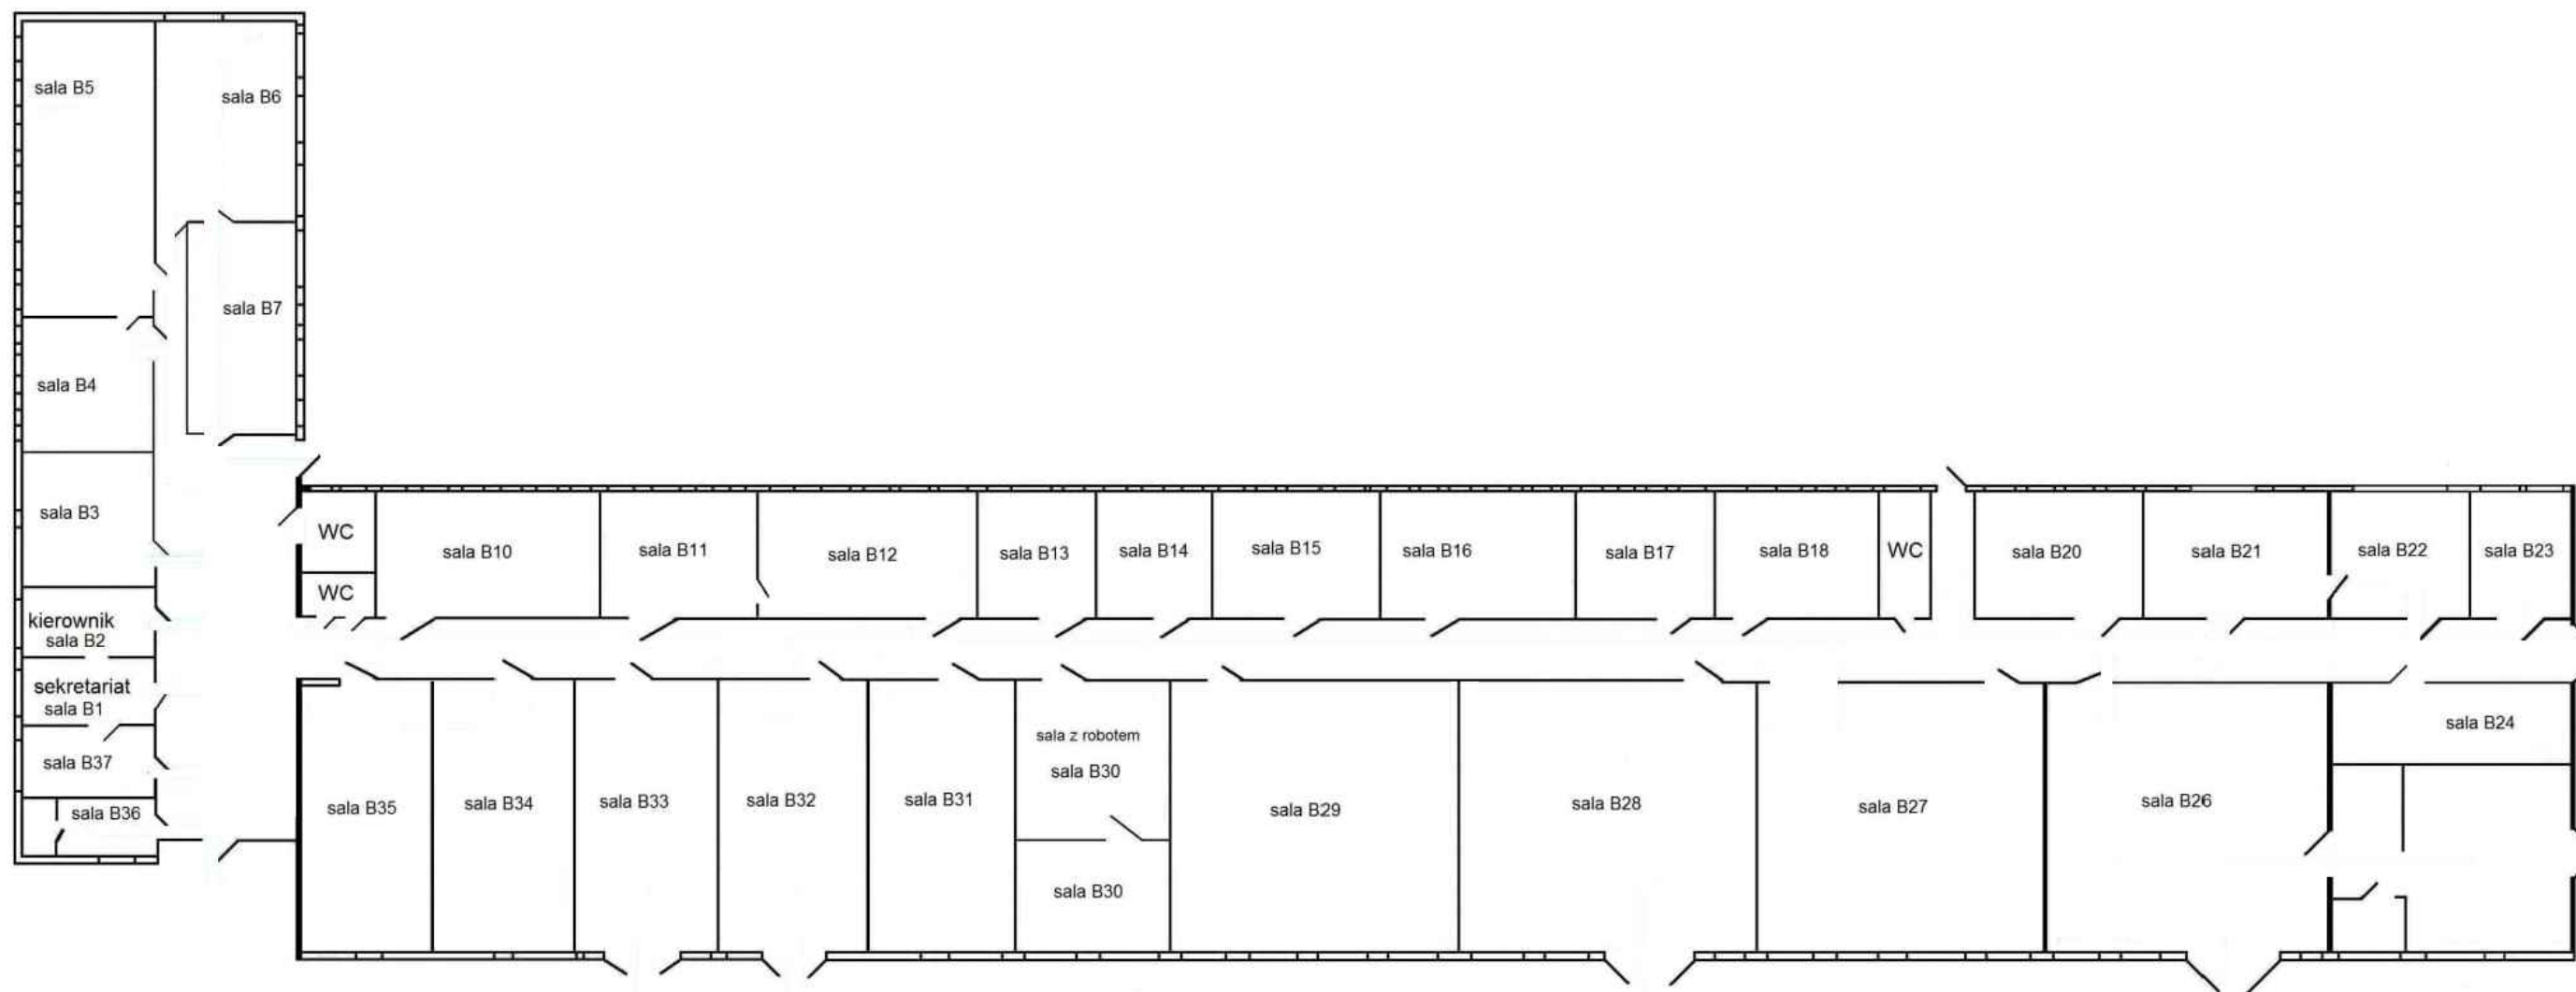 sala B5
sala B6
sala B7
sala B4
sala B3
kierownik
sala B2
sekretariat
sala B1
sala B37
sala B36
WC
WC
sala B10
sala B11
sala B12
sala B13
sala B14
sala B15
sala B16
sala B17
sala B18
WC
sala B20
sala B21
sala B22
sala B23
sala B35
sala B34
sala B33
sala B32
sala B31
sala z robotem
sala B30
sala B30
sala B29
sala B28
sala B27
sala B26
sala B24